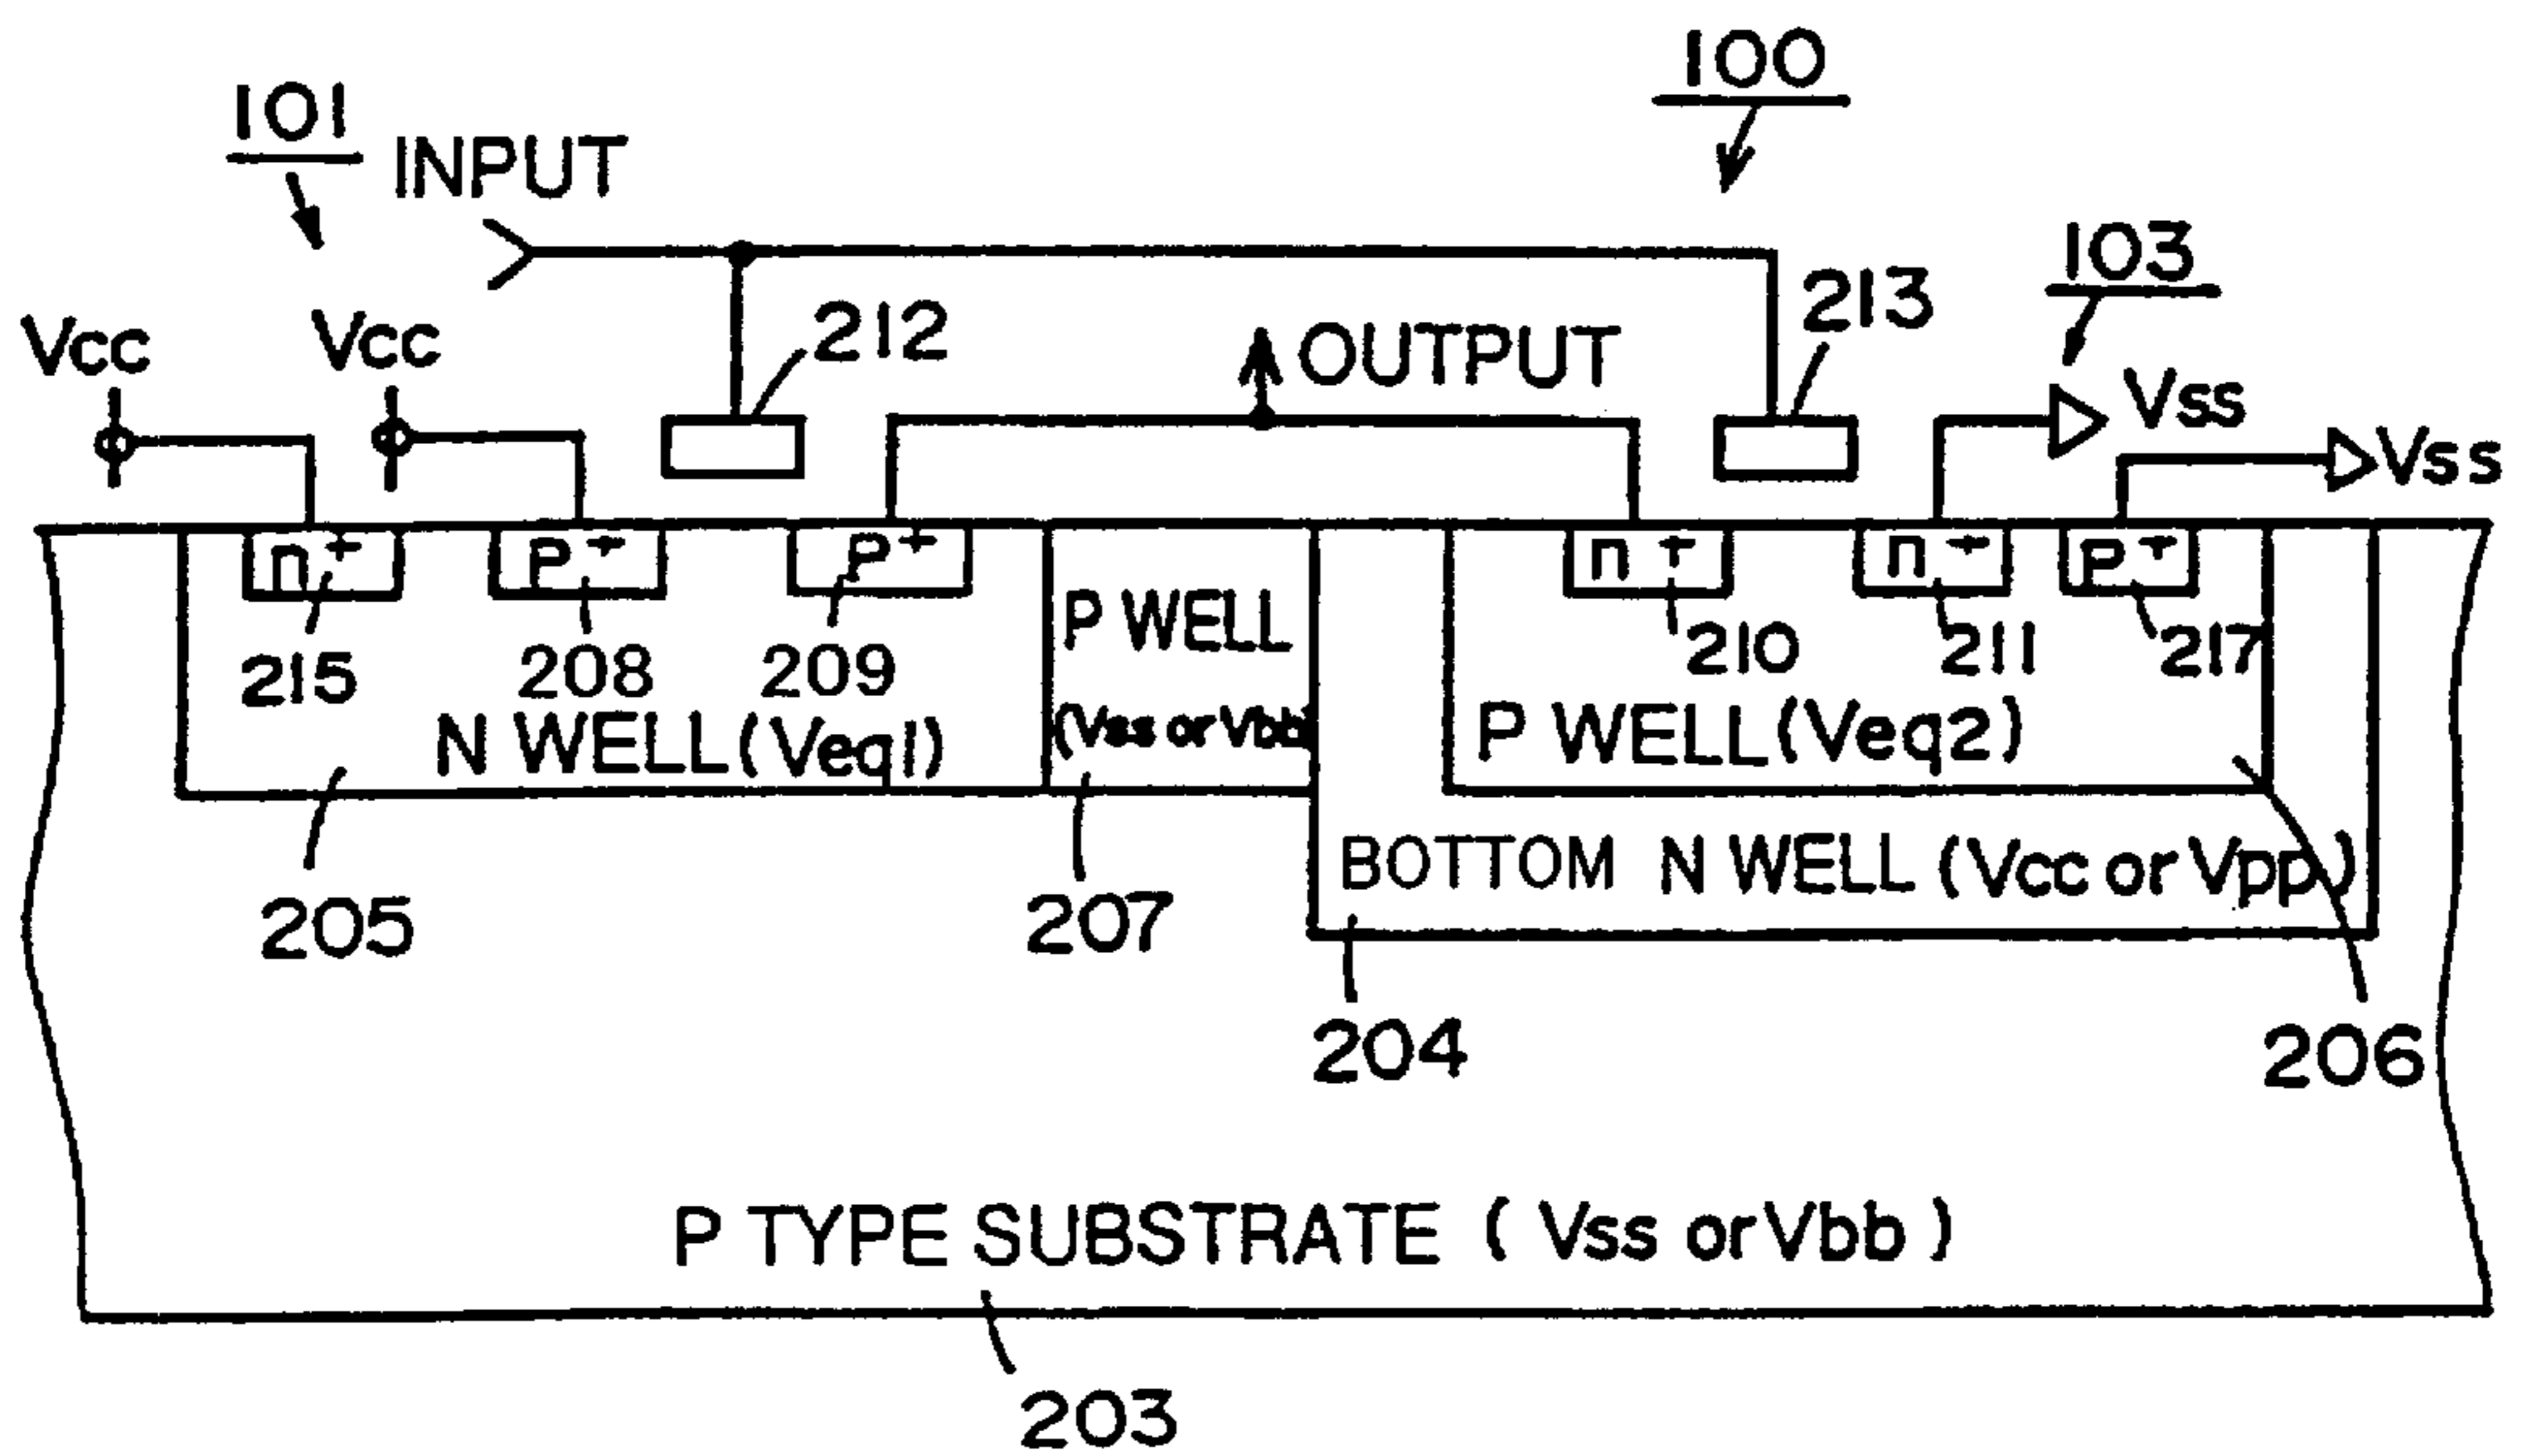 100
101
INPUT
103
213
212
Vcc
Vcc
OUTPUT
Vss
Vss
n+
P+
P+
n+
n+
P+
215
208
209
P WELL
(Vss or Vbb)
210
211
217
N WELL (Veq1)
P WELL (Veq2)
BOTTOM N WELL (Vcc or Vpp)
205
207
204
206
P TYPE SUBSTRATE (Vss or Vbb)
203